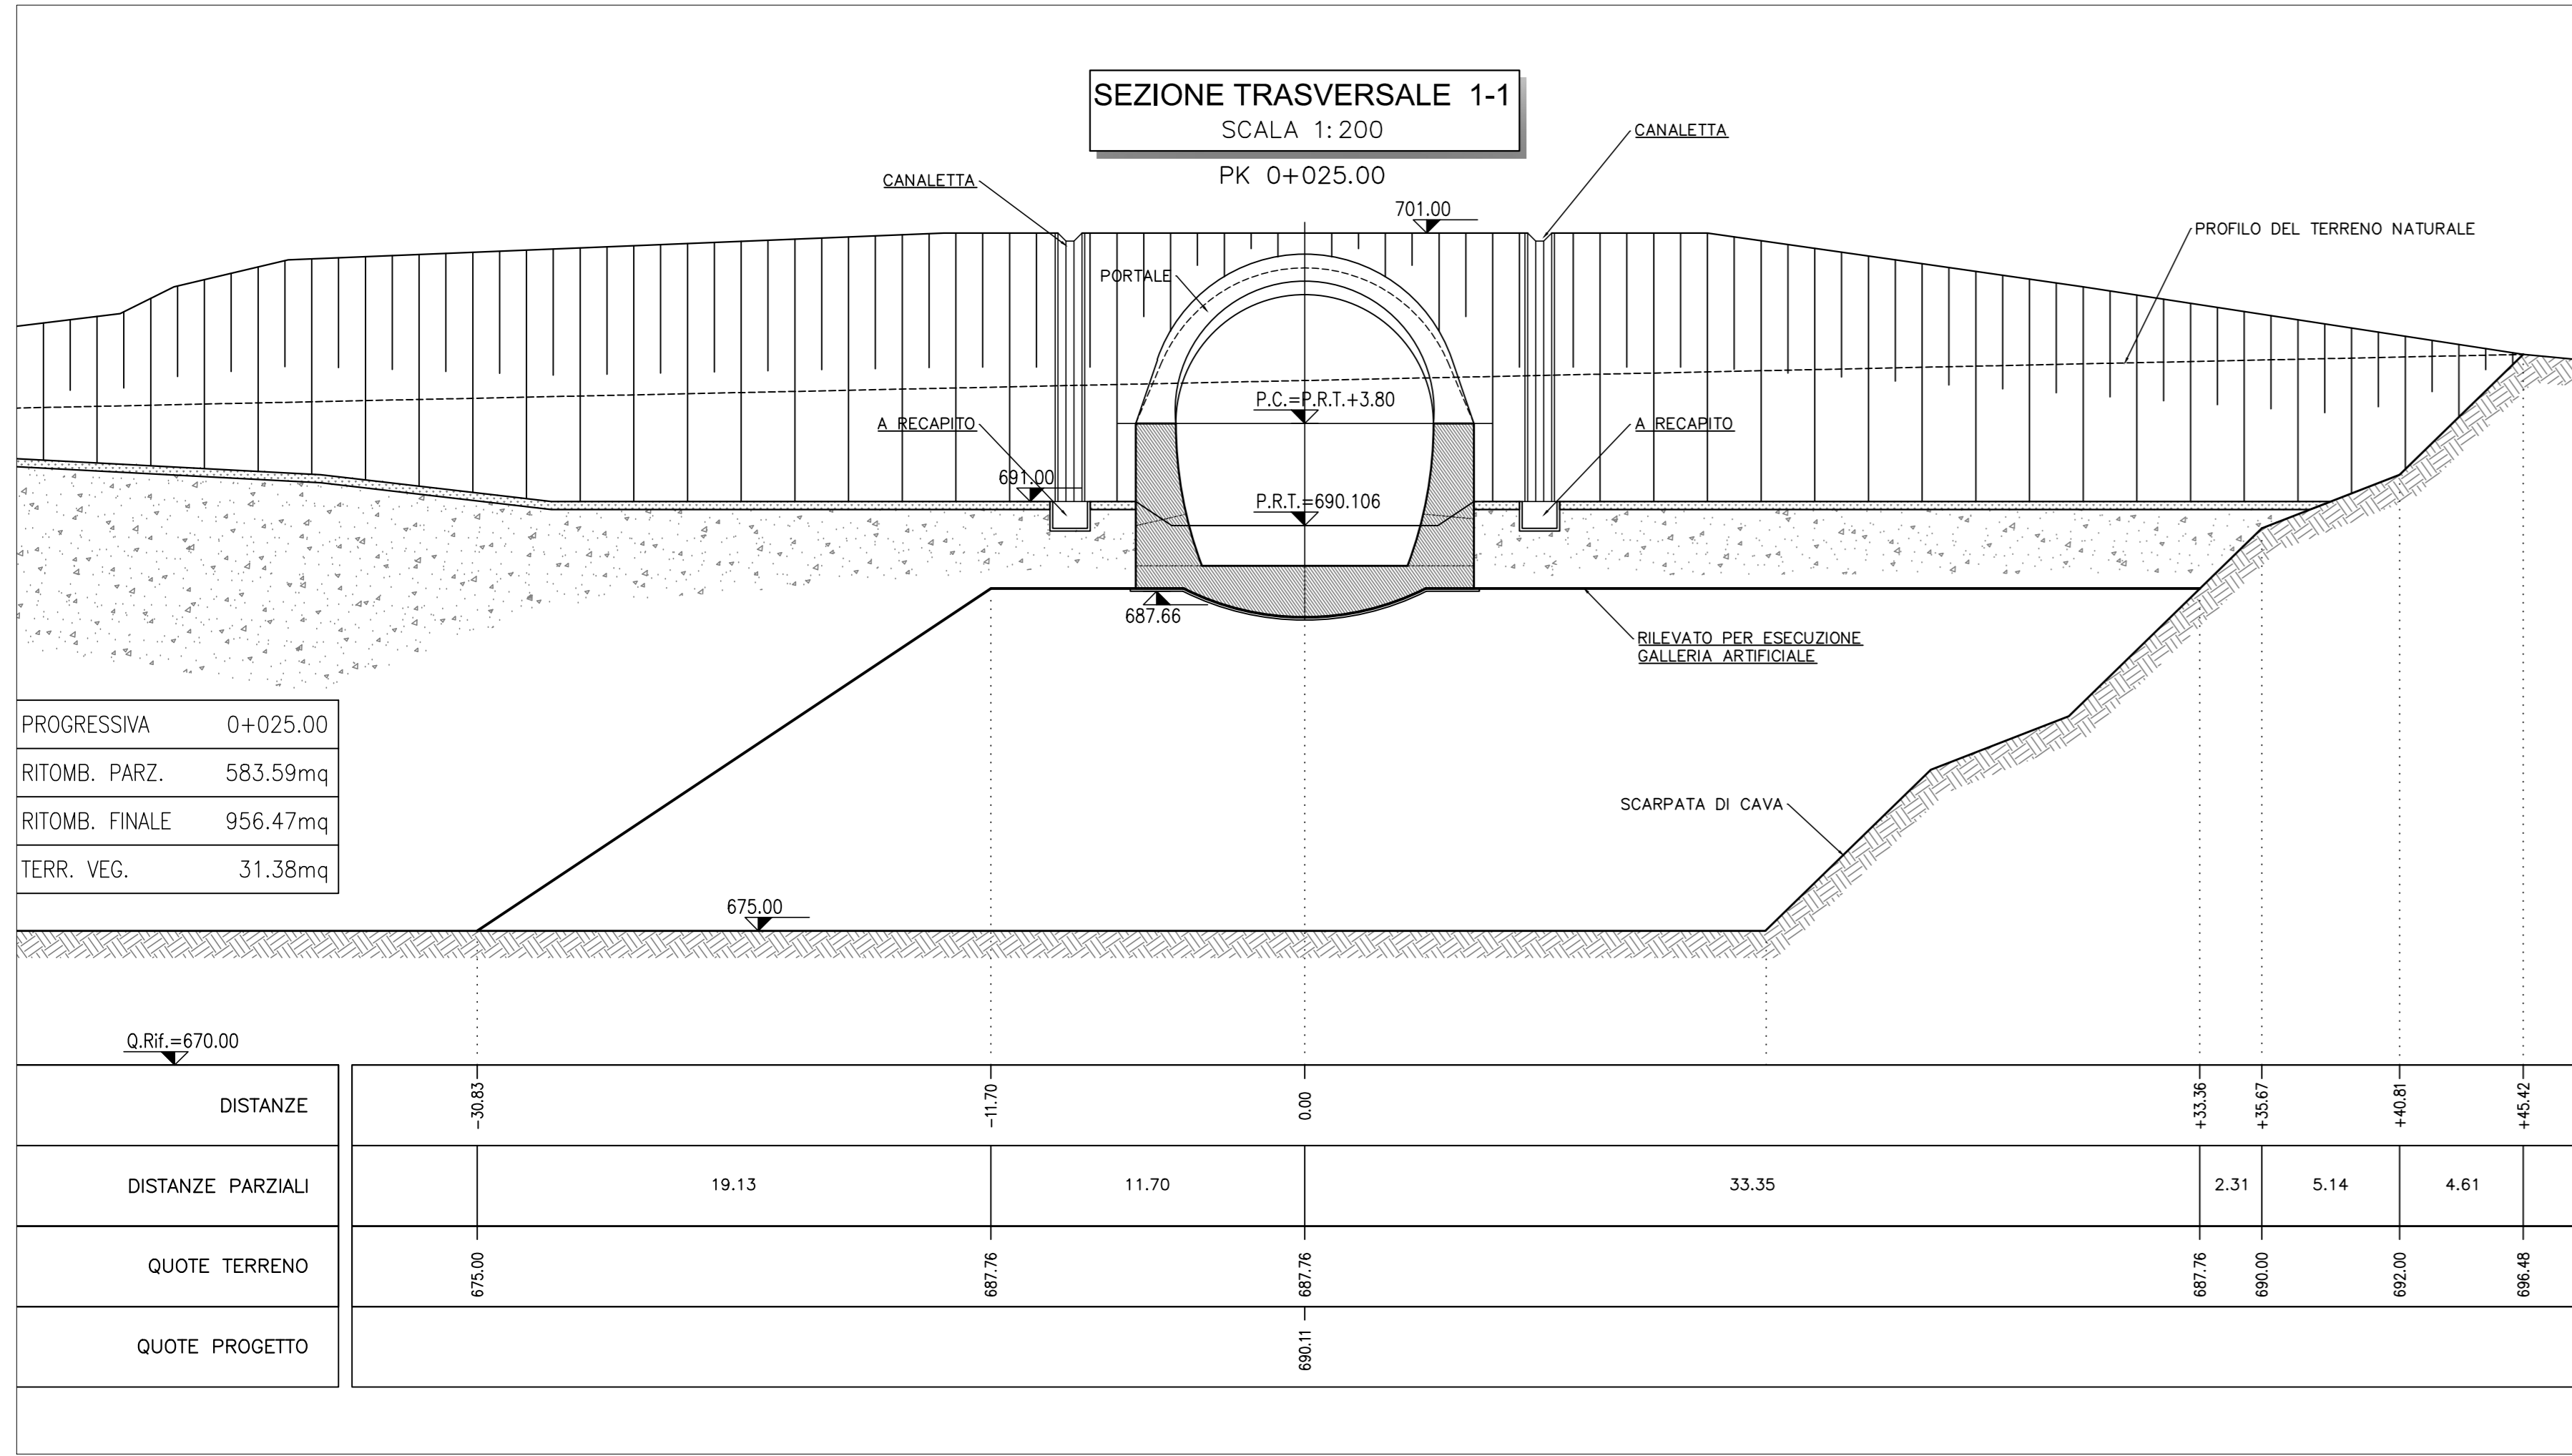 SEZIONE TRASVERSALE 1-1
SCALA 1:200
PK 0+025.00
CANALETTA
CANALETTA
701.00
PROFILO DEL TERRENO NATURALE
PORTALE
P.C.=P.R.T.+3.80
A RECAPITO
A RECAPITO
691.00
P.R.T.=690.106
687.66
RILEVATO PER ESECUZIONE
GALLERIA ARTIFICIALE
PROGRESSIVA 0+025.00
RITOMB. PARZ. 583.59mq
RITOMB. FINALE 956.47mq
TERR. VEG. 31.38mq
SCARPATA DI CAVA
675.00
Q.Rif.=670.00
DISTANZE -30.83 -11.70 0.00 +33.36 +35.67 +40.81 +45.42
DISTANZE PARZIALI 19.13 11.70 33.35 2.31 5.14 4.61
QUOTE TERRENO 675.00 687.76 687.76 687.76 690.00 692.00 696.48
QUOTE PROGETTO 690.11